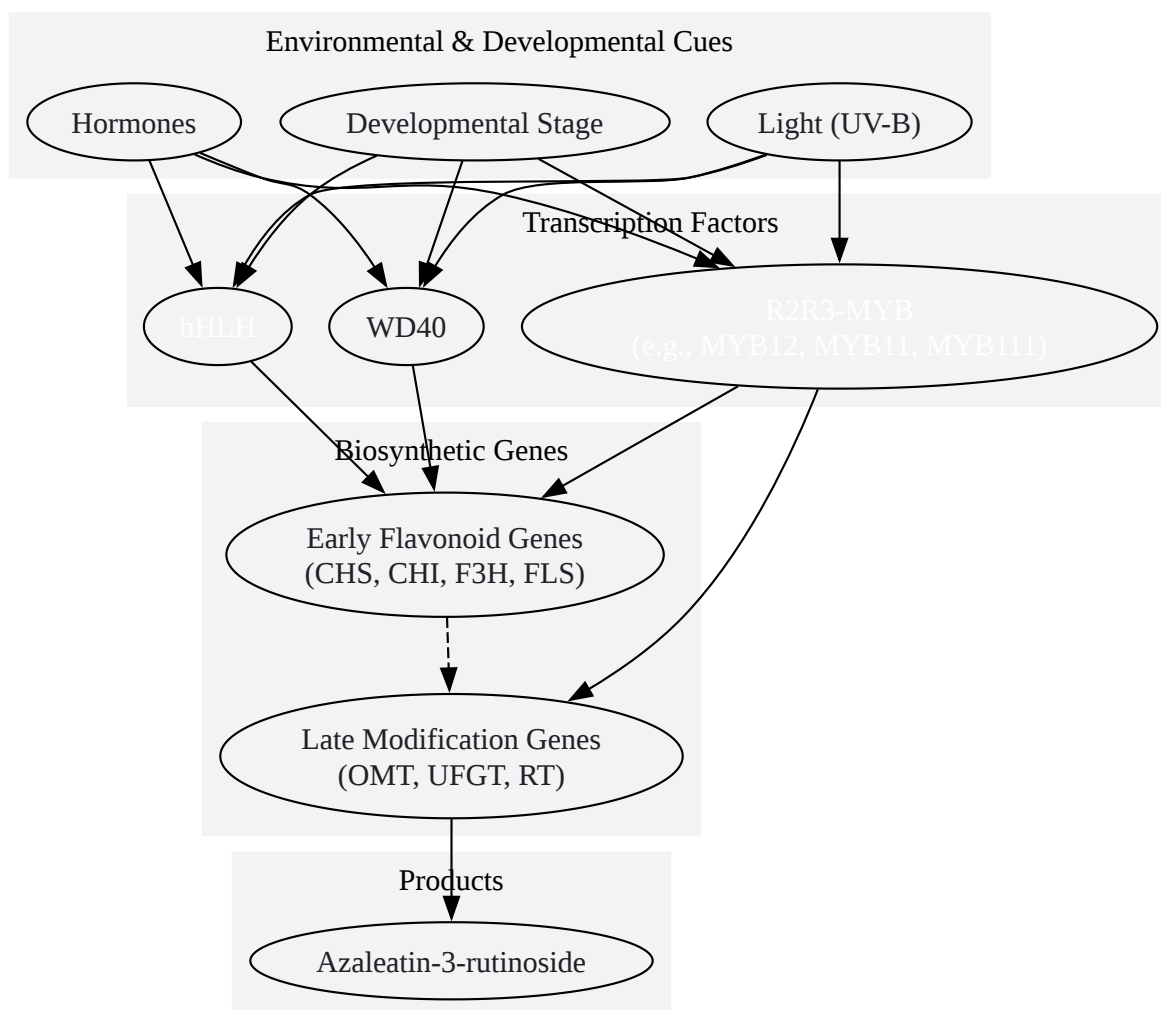 Environmental & Developmental Cues
Hormones
Developmental Stage
Light (UV-B)
Transcription Factors
bHLH
WD40
R2R3-MYB
(e.g., MYB12, MYB11, MYB111)
Biosynthetic Genes
Early Flavonoid Genes
(CHS, CHI, F3H, FLS)
Late Modification Genes
(OMT, UFGT, RT)
Products
Azaleatin-3-rutinoside